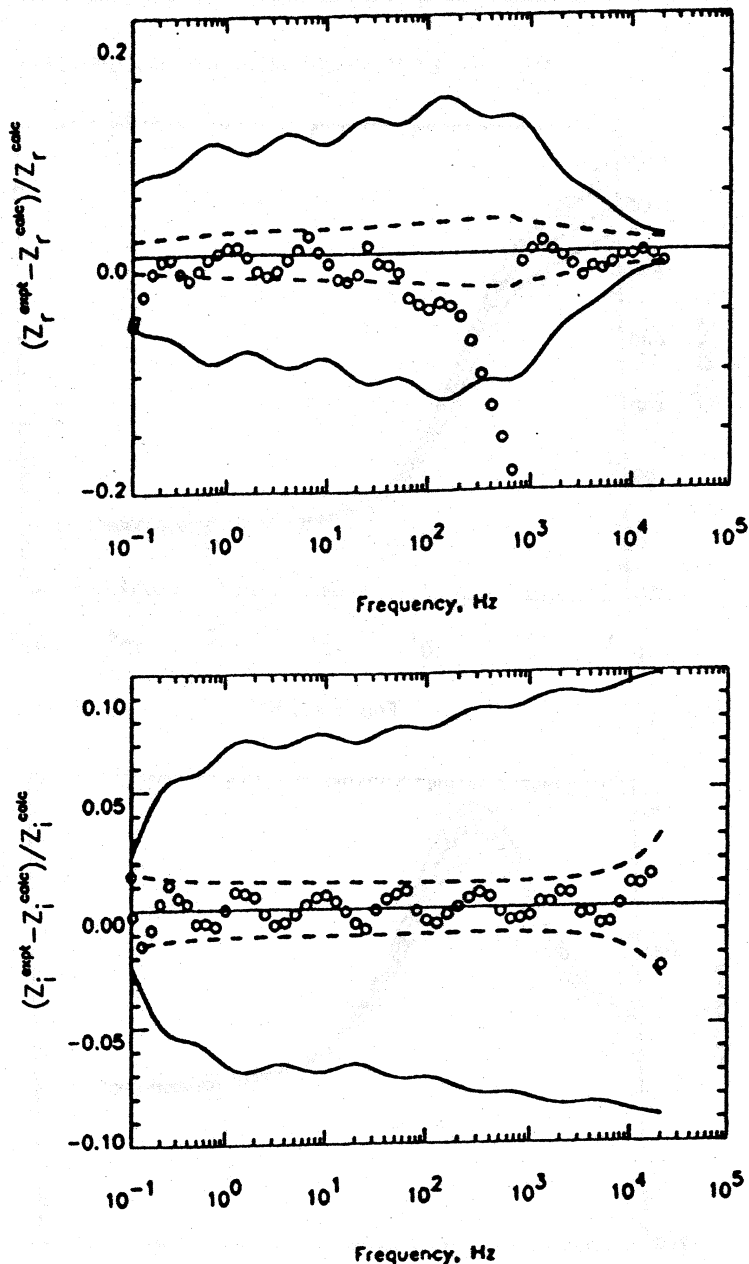 0.2
(Z_r^expt−Z_r^calc)/Z_r^calc
0.0
−0.2
10^−1 10^0 10^1 10^2 10^3 10^4 10^5
Frequency, Hz
0.10
0.05
(Z_i^expt−Z_i^calc)/Z_i^calc
0.00
−0.05
−0.10
10^−1 10^0 10^1 10^2 10^3 10^4 10^5
Frequency, Hz